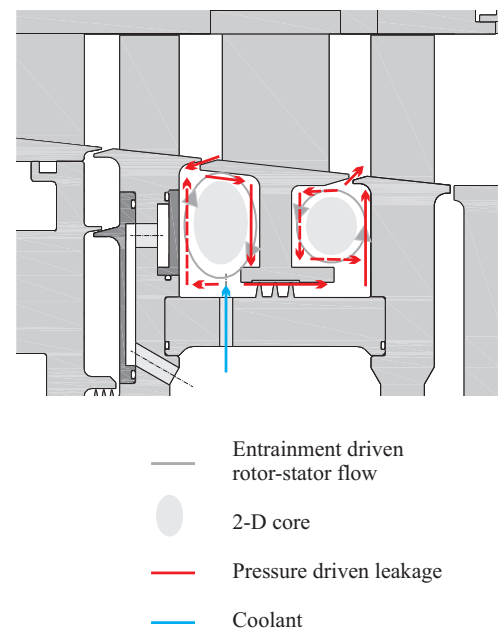 Entrainment driven
rotor-stator flow
2-D core
Pressure driven leakage
Coolant